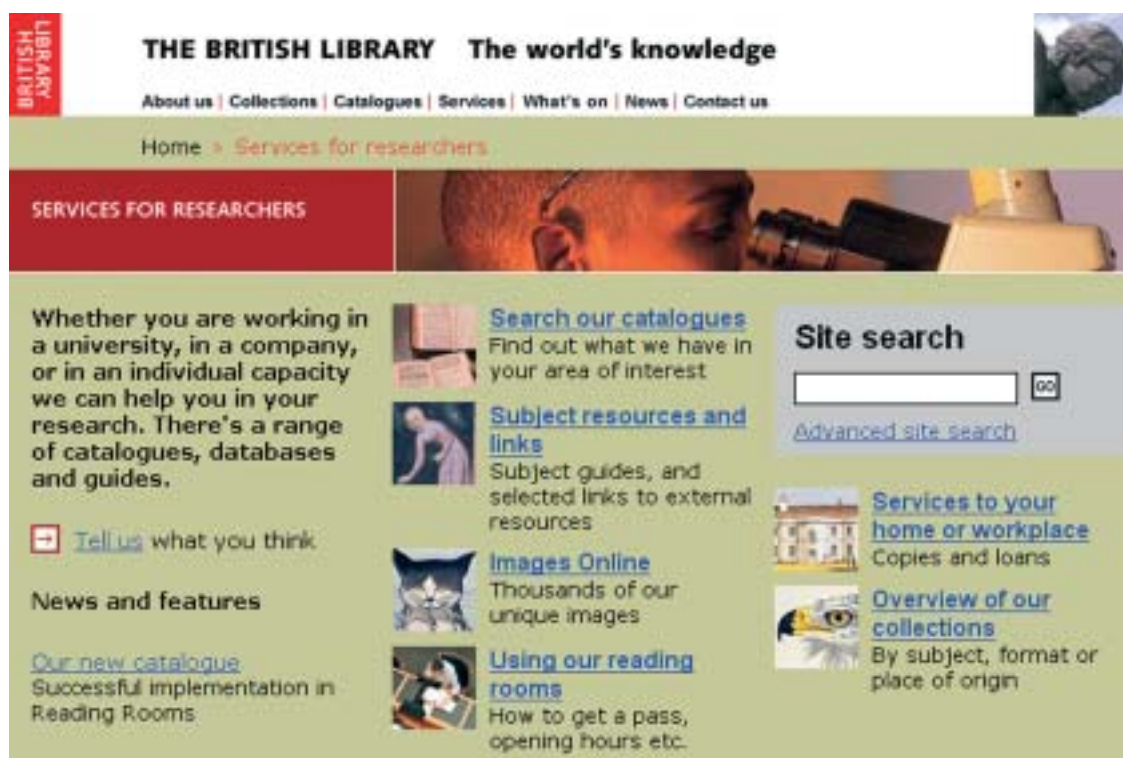 BRITISH
LIBRARY
THE BRITISH LIBRARY The world's knowledge
About us | Collections | Catalogues | Services | What's on | News | Contact us
Home » Services for researchers
SERVICES FOR RESEARCHERS
Whether you are working in
a university, in a company,
or in an individual capacity
we can help you in your
research. There's a range
of catalogues, databases
and guides.
Tell us what you think
News and features
Our new catalogue
Successful implementation in
Reading Rooms
Search our catalogues
Find out what we have in
your area of interest
Subject resources and
links
Subject guides, and
selected links to external
resources
Images Online
Thousands of our
unique images
Using our reading
rooms
How to get a pass,
opening hours etc.
Site search
GO
Advanced site search
Services to your
home or workplace
Copies and loans
Overview of our
collections
By subject, format or
place of origin